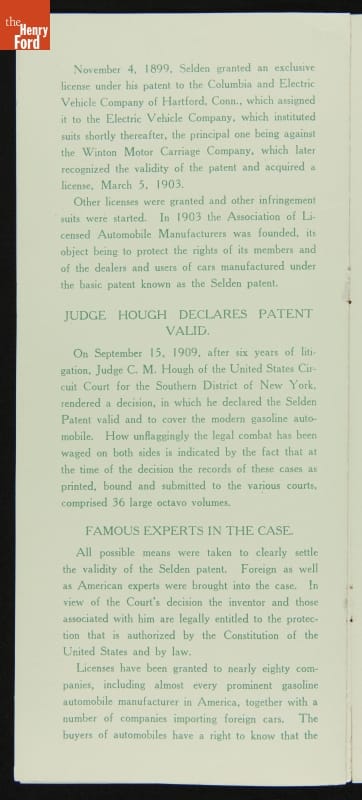 the
Henry
Ford
November 4, 1899, Selden granted an exclusive
license under his patent to the Columbia and Electric
Vehicle Company of Hartford, Conn., which assigned
it to the Electric Vehicle Company, which instituted
suits shortly thereafter, the principal one being against
the Winton Motor Carriage Company, which later
recognized the validity of the patent and acquired a
license, March 5, 1903.
Other licenses were granted and other infringement
suits were started. In 1903 the Association of Li-
censed Automobile Manufacturers was founded, its
object being to protect the rights of its members and
of the dealers and users of cars manufactured under
the basic patent known as the Selden patent.
JUDGE HOUGH DECLARES PATENT
VALID.
On September 15, 1909, after six years of liti-
gation, Judge C. M. Hough of the United States Cir-
cuit Court for the Southern District of New York,
rendered a decision, in which he declared the Selden
Patent valid and to cover the modern gasoline auto-
mobile. How unflaggingly the legal combat has been
waged on both sides is indicated by the fact that at
the time of the decision the records of these cases as
printed, bound and submitted to the various courts,
comprised 36 large octavo volumes.
FAMOUS EXPERTS IN THE CASE.
All possible means were taken to clearly settle
the validity of the Selden patent. Foreign as well
as American experts were brought into the case. In
view of the Court's decision the inventor and those
associated with him are legally entitled to the protec-
tion that is authorized by the Constitution of the
United States and by law.
Licenses have been granted to nearly eighty com-
panies, including almost every prominent gasoline
automobile manufacturer in America, together with a
number of companies importing foreign cars. The
buyers of automobiles have a right to know that the